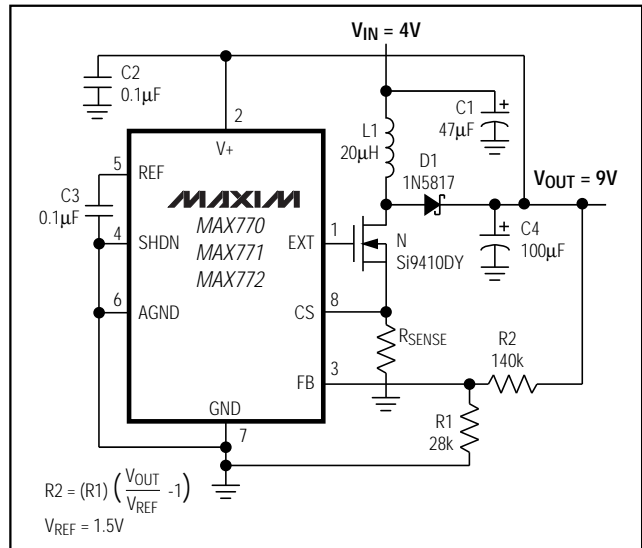 V_IN = 4V
C2
0.1μF
2
V+
L1
20μH
C1
47μF
+
D1
1N5817
V_OUT = 9V
5
REF
C3
0.1μF
MAXIM
MAX770
MAX771
MAX772
4
SHDN
EXT
1
N
Si9410DY
+
C4
100μF
6
AGND
CS
8
R_SENSE
R2
140k
FB
3
R1
28k
GND
7
R2 = (R1) (V_OUT/V_REF -1)
V_REF = 1.5V